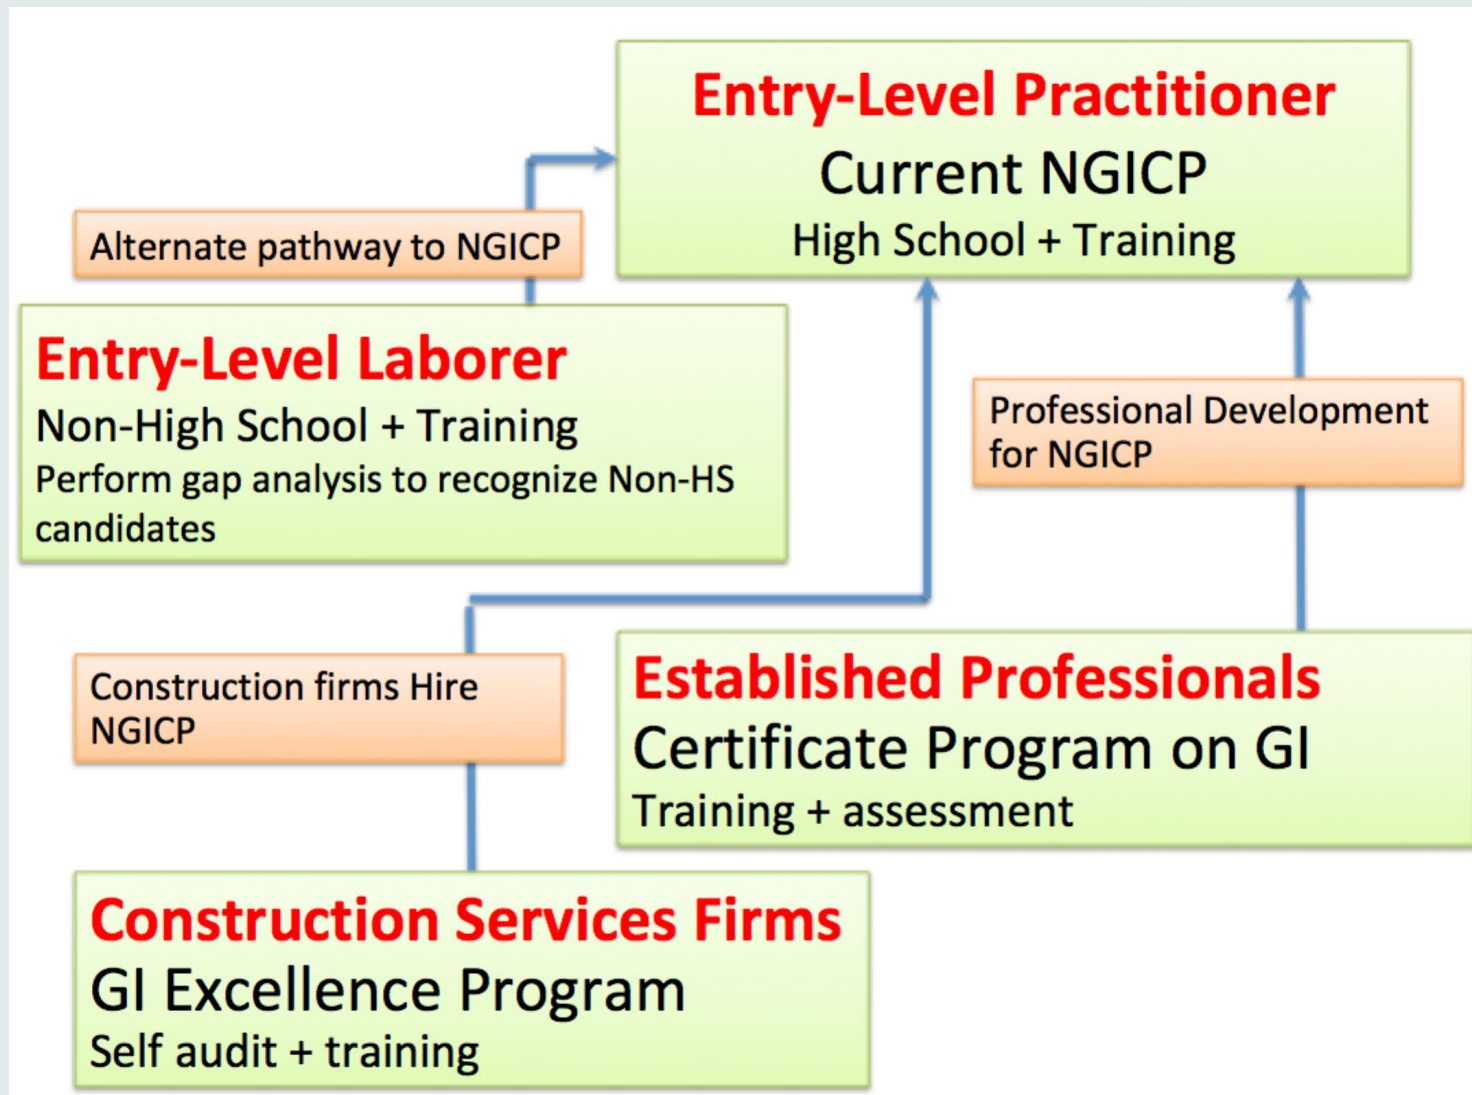 Entry-Level Practitioner
Current NGICP
High School + Training
Alternate pathway to NGICP
Entry-Level Laborer
Non-High School + Training
Perform gap analysis to recognize Non-HS
candidates
Professional Development
for NGICP
Construction firms Hire
NGICP
Established Professionals
Certificate Program on GI
Training + assessment
Construction Services Firms
GI Excellence Program
Self audit + training